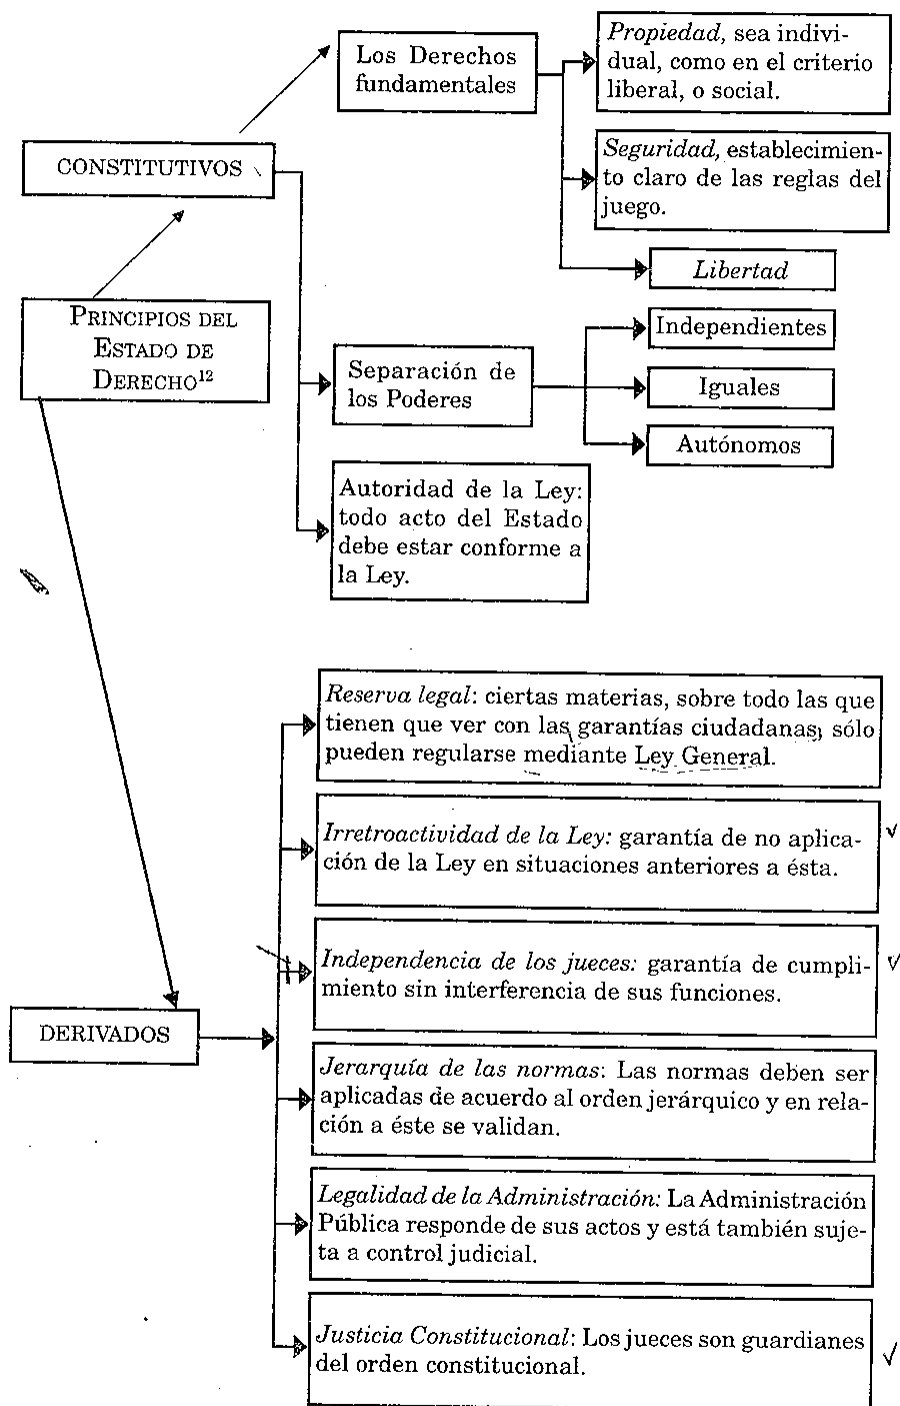 Los Derechos
fundamentales
Propiedad, sea indivi-
dual, como en el criterio
liberal, o social.
CONSTITUTIVOS
Seguridad, establecimien-
to claro de las reglas del
juego.
Libertad
PRINCIPIOS DEL
ESTADO DE
DERECHO12
Separación de
los Poderes
Independientes
Iguales
Autónomos
Autoridad de la Ley:
todo acto del Estado
debe estar conforme a
la Ley.
Reserva legal: ciertas materias, sobre todo las que
tienen que ver con las garantías ciudadanas, sólo
pueden regularse mediante Ley General.
Irretroactividad de la Ley: garantía de no aplica-
ción de la Ley en situaciones anteriores a ésta.
Independencia de los jueces: garantía de cumpli-
miento sin interferencia de sus funciones.
DERIVADOS
Jerarquía de las normas: Las normas deben ser
aplicadas de acuerdo al orden jerárquico y en rela-
ción a éste se validan.
Legalidad de la Administración: La Administración
Pública responde de sus actos y está también suje-
ta a control judicial.
Justicia Constitucional: Los jueces son guardianes
del orden constitucional.